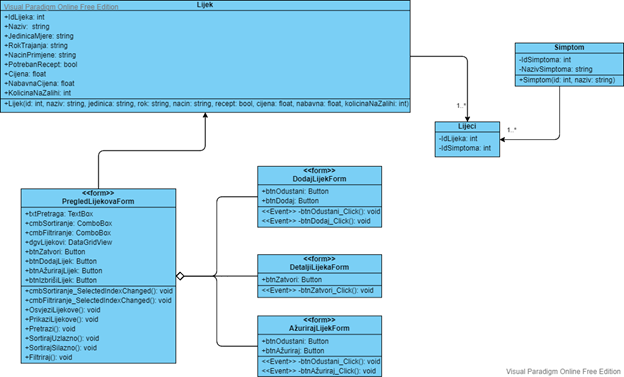 Visual Paradigm Online Free Edition
Lijek
+IdLijeka: int
+Naziv: string
+JedinicaMjere: string
+RokTrajanja: string
+NacinPrimjene: string
+PotrebanRecept: bool
+Cijena: float
+NabavnaCijena: float
+KolicinaNaZalihi: int
+Lijek(id: int, naziv: string, jedinica: string, rok: string, nacin: string, recept: bool, cijena: float, nabavna: float, kolicinaNaZalihi: int)
Simptom
-IdSimptoma: int
-NazivSimptoma: string
+Simptom(id: int, naziv: string)
1..*
1..*
Lijeci
-IdLijeka: int
-IdSimptoma: int
<<form>>
PregledLijekovaForm
+txtPretraga: TextBox
+cmbSortiranje: ComboBox
+cmbFiltriranje: ComboBox
+dgvLijekovi: DataGridView
+btnZatvori: Button
+btnDodajLijek: Button
+btnAžurirajLijek: Button
+btnIzbrišiLijek: Button
+cmbSortiranje_SelectedIndexChanged(): void
+cmbFiltriranje_SelectedIndexChanged(): void
+OsvjeziLijekove(): void
+PrikaziLijekove(): void
+Pretrazi(): void
+SortirajUzlazno(): void
+SortirajSilazno(): void
+Filtriraj(): void
<<form>>
DodajLijekForm
+btnOdustani: Button
+btnDodaj: Button
<<Event>> -btnOdustani_Click(): void
<<Event>> -btnDodaj_Click(): void
<<form>>
DetaljiLijekaForm
+btnZatvori: Button
<<Event>> -btnZatvori_Click(): void
<<form>>
AžurirajLijekForm
+btnOdustani: Button
+btnAžuriraj: Button
<<Event>> -btnOdustani_Click(): void
<<Event>> -btnAžuriraj_Click(): void
Visual Paradigm Online Free Edition